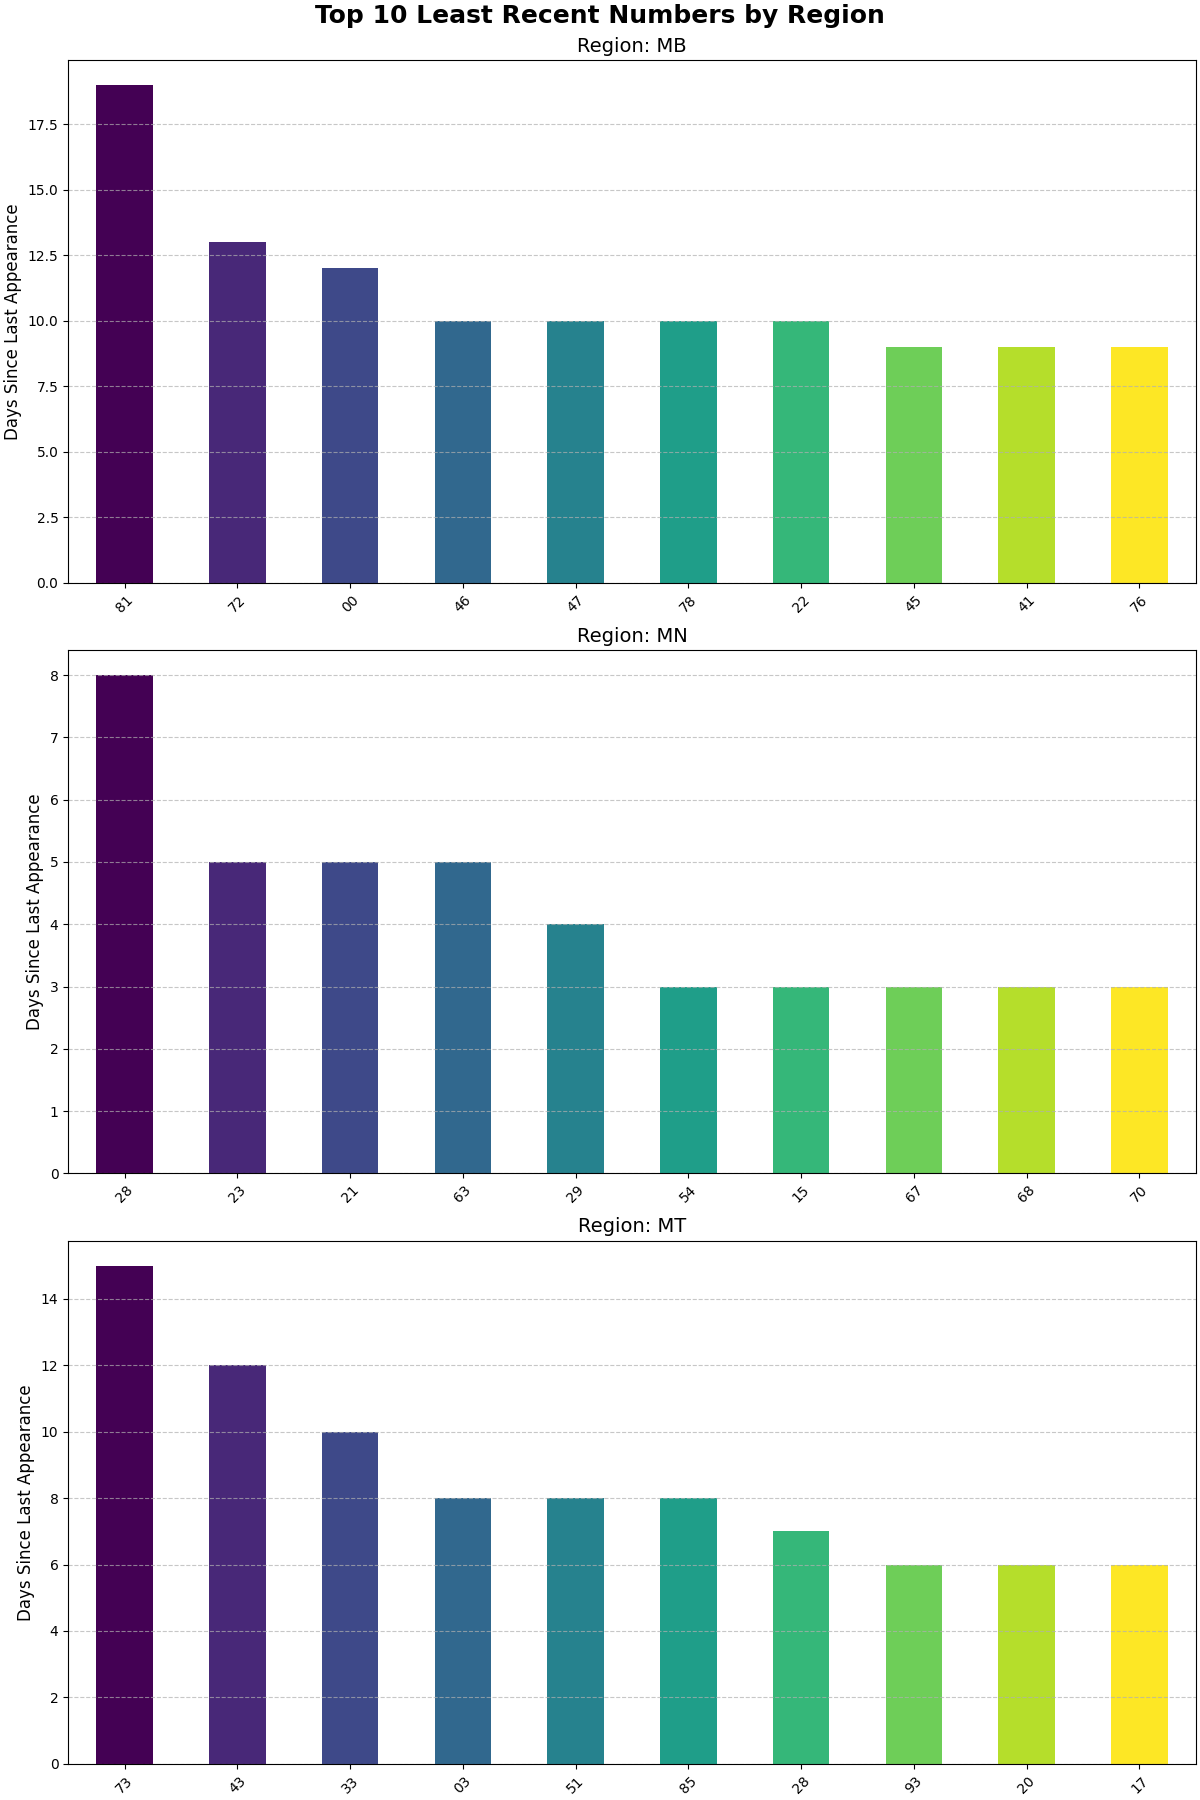 Top 10 Least Recent Numbers by Region
Region: MB
Days Since Last Appearance
17.5
15.0
12.5
10.0
7.5
5.0
2.5
0.0
81 72 00 46 47 78 22 45 41 76
Region: MN
Days Since Last Appearance
8
7
6
5
4
3
2
1
0
28 23 21 63 29 54 15 67 68 70
Region: MT
Days Since Last Appearance
14
12
10
8
6
4
2
0
73 43 33 03 51 85 28 93 20 17